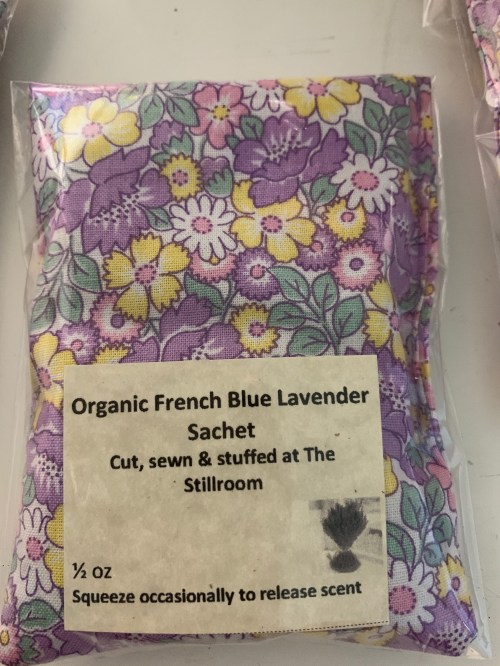 Organic French Blue Lavender
Sachet
Cut, sewn & stuffed at The
Stillroom
½ oz
Squeeze occasionally to release scent